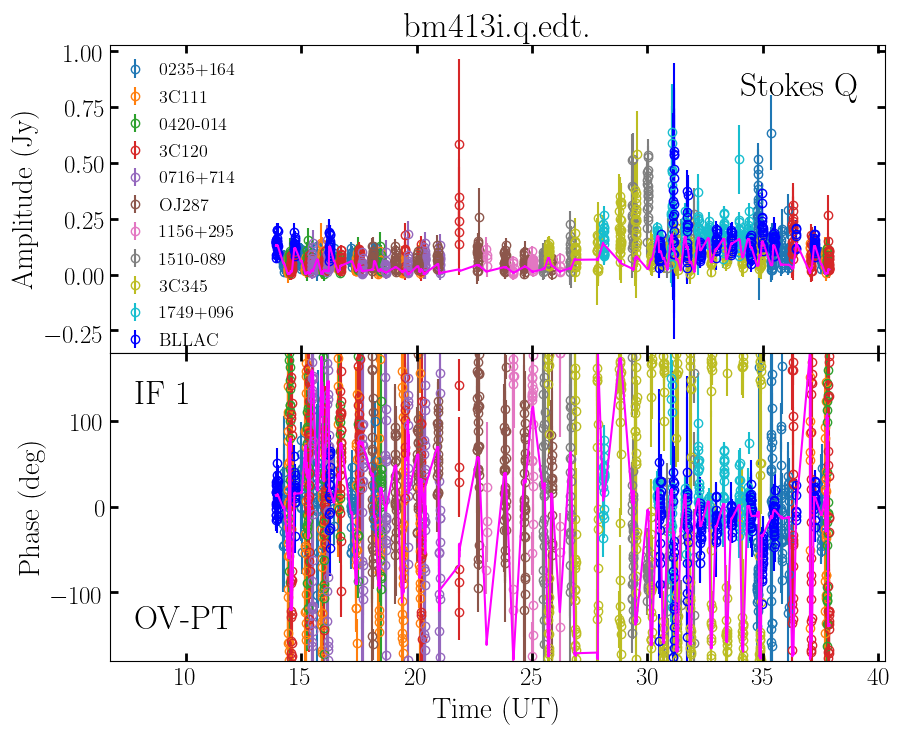 bm413i.q.edt.
Stokes Q
1.00
0.75
0.50
0.25
0.00
−0.25
Amplitude (Jy)
0235+164
3C111
0420-014
3C120
0716+714
OJ287
1156+295
1510-089
3C345
1749+096
BLLAC
IF 1
OV-PT
100
0
−100
Phase (deg)
10 15 20 25 30 35 40
Time (UT)